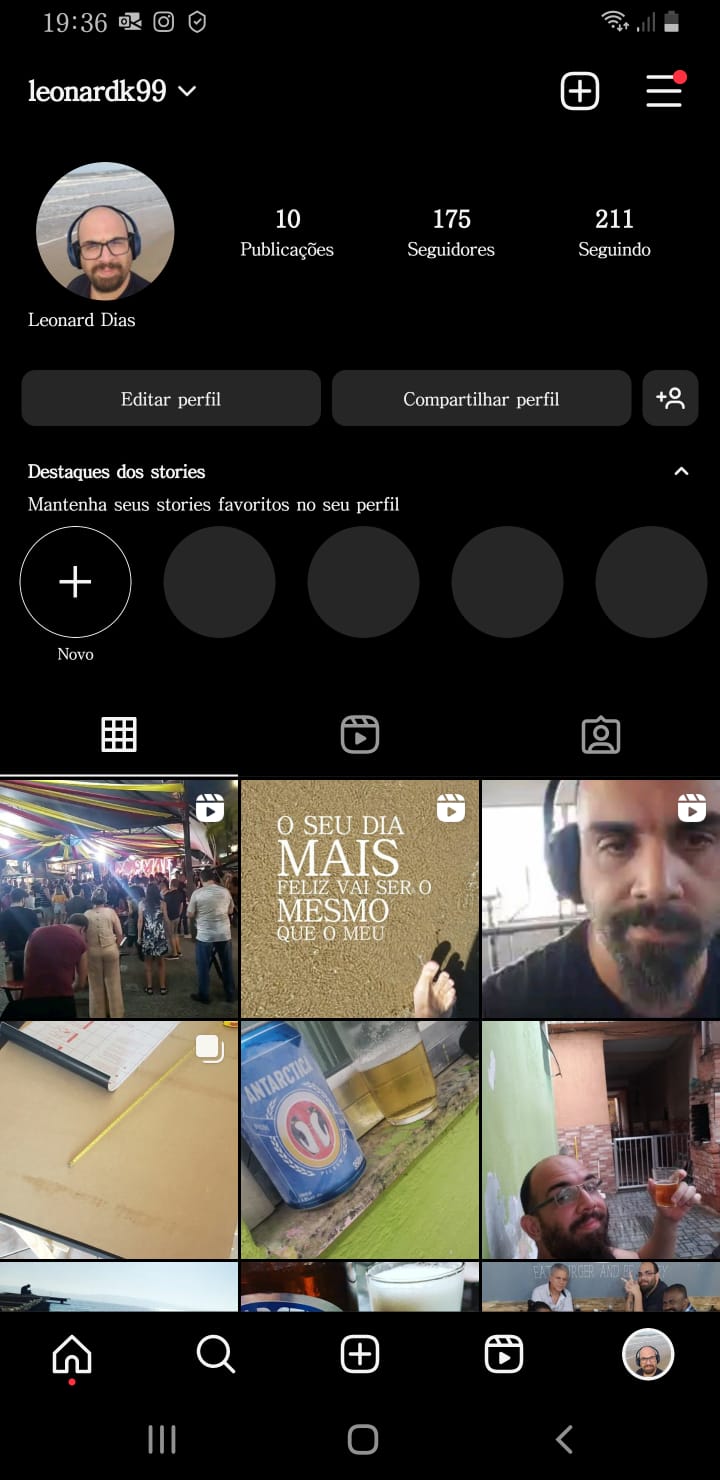 19:36
leonardk99
10
Publicações
175
Seguidores
211
Seguindo
Leonard Dias
Editar perfil
Compartilhar perfil
Destaques dos stories
Mantenha seus stories favoritos no seu perfil
Novo
O SEU DIA
MAIS
FELIZ VAI SER O
MESMO
QUE O MEU
ANTARCTICA